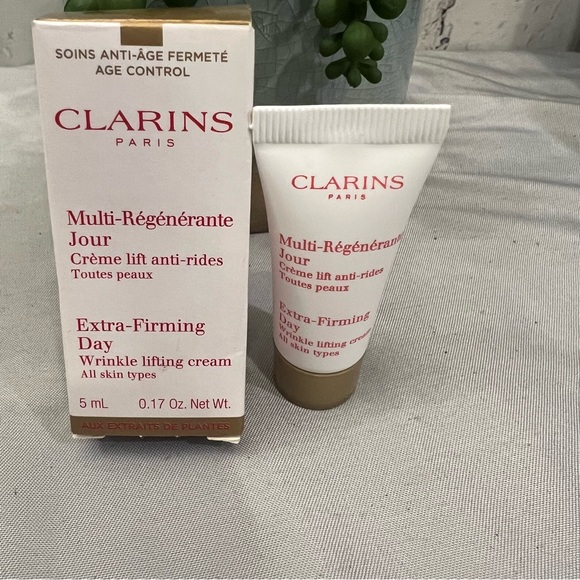 SOINS ANTI-ÂGE FERMETÉ
AGE CONTROL
CLARINS
PARIS
Multi-Régénérante
Jour
Crème lift anti-rides
Toutes peaux
Extra-Firming
Day
Wrinkle lifting cream
All skin types
5 mL 0.17 Oz. Net Wt.
AUX EXTRAITS DE PLANTES
CLARINS
PARIS
Multi-Régénérante
Jour
Crème lift anti-rides
Toutes peaux
Extra-Firming
Day
Wrinkle lifting cream
All skin types